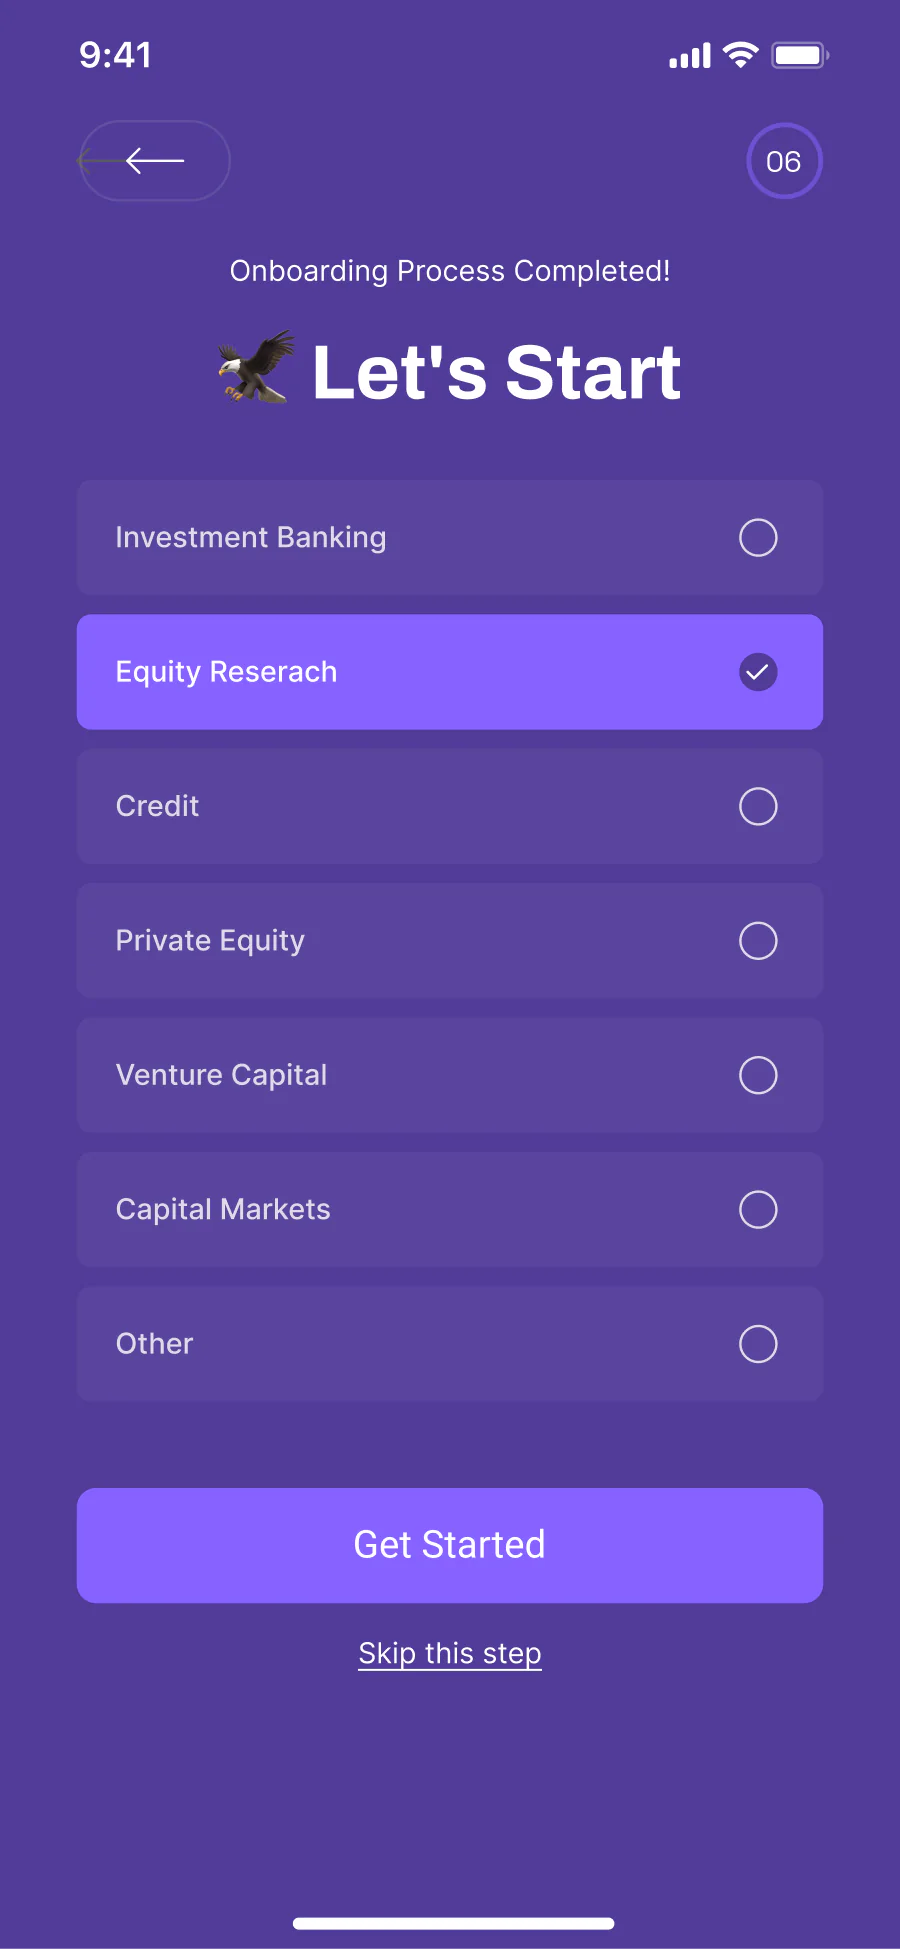 9:41
06
Onboarding Process Completed!
🦅 Let's Start
Investment Banking
Equity Reserach
Credit
Private Equity
Venture Capital
Capital Markets
Other
Get Started
Skip this step